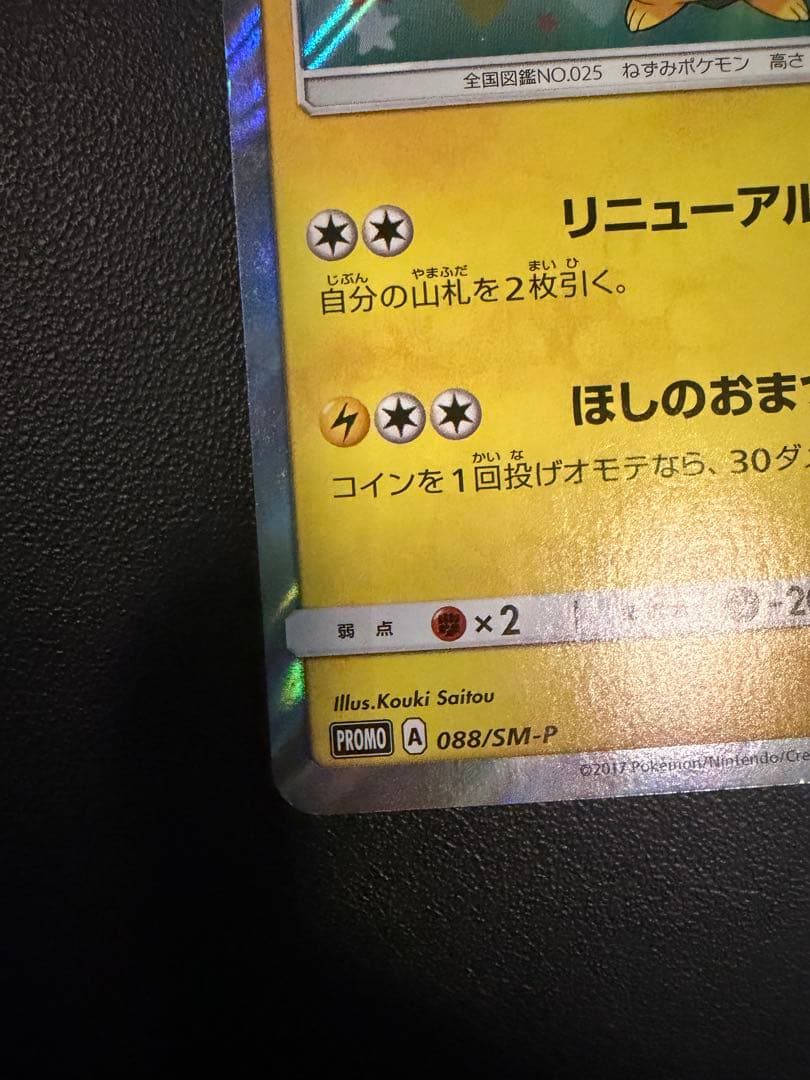 全国図鑑NO.025 ねずみポケモン 高さ
リニューアル
じぶん やまふだ まい ひ
自分の山札を2枚引く。
ほしのおまつ
かい な
コインを1回投げオモテなら、30ダメ
弱点 ×2 -20
Illus.Kouki Saitou
PROMO A 088/SM-P
©2017 Pokémon/Nintendo/Cre